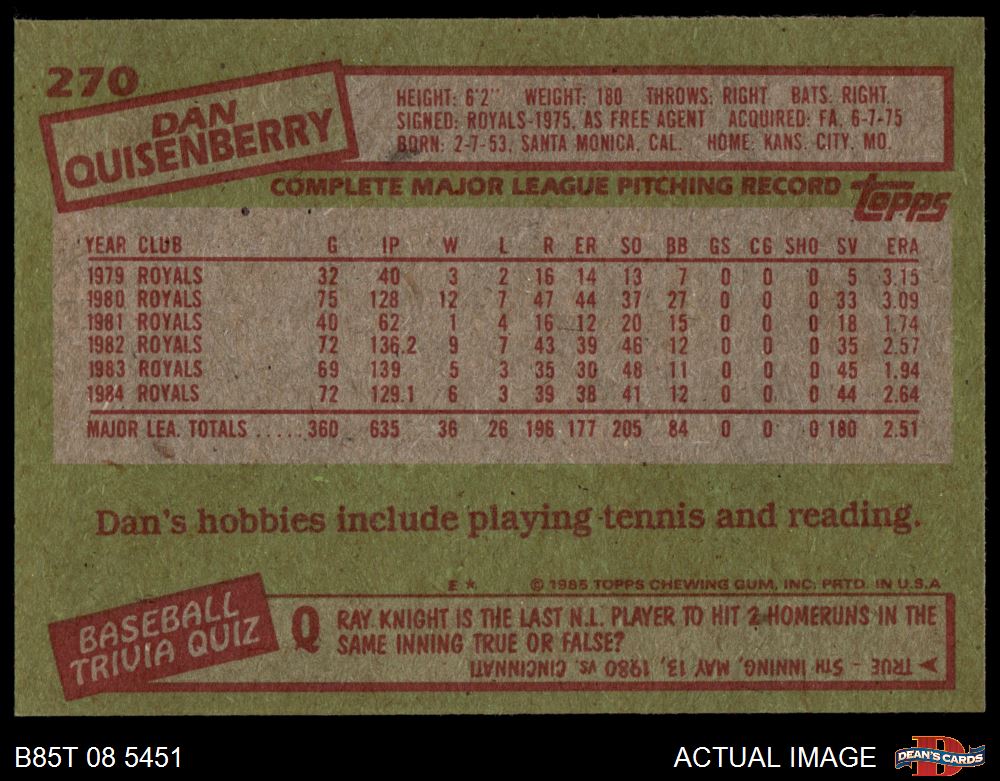 270
DAN
QUISENBERRY
HEIGHT: 6'2" WEIGHT: 180 THROWS: RIGHT BATS: RIGHT
SIGNED: ROYALS-1975, AS FREE AGENT ACQUIRED: FA, 6-7-75
BORN: 2-7-53, SANTA MONICA, CAL. HOME: KANS. CITY, MO.
COMPLETE MAJOR LEAGUE PITCHING RECORD
topps
YEAR CLUB G IP W L R ER SO BB GS CG SHO SV ERA
1979 ROYALS 32 40 3 2 16 14 13 7 0 0 0 5 3.15
1980 ROYALS 75 128 12 7 47 44 37 27 0 0 0 33 3.09
1981 ROYALS 40 62 1 4 16 12 20 15 0 0 0 18 1.74
1982 ROYALS 72 136.2 9 7 43 39 46 12 0 0 0 35 2.57
1983 ROYALS 69 139 5 3 35 30 48 11 0 0 0 45 1.94
1984 ROYALS 72 129.1 6 3 39 38 41 12 0 0 0 44 2.64
MAJOR LEA. TOTALS .....360 635 36 26 196 177 205 84 0 0 0 180 2.51
Dan's hobbies include playing tennis and reading.
E * © 1985 TOPPS CHEWING GUM, INC. PRTD. IN U.S.A
BASEBALL
TRIVIA QUIZ
Q RAY KNIGHT IS THE LAST N.L. PLAYER TO HIT 2 HOMERUNS IN THE
SAME INNING TRUE OR FALSE?
TRUE - 5TH INNING, MAY 13, 1980 vs. CINCINNATI
B85T 08 5451
ACTUAL IMAGE
D
DEAN'S CARDS